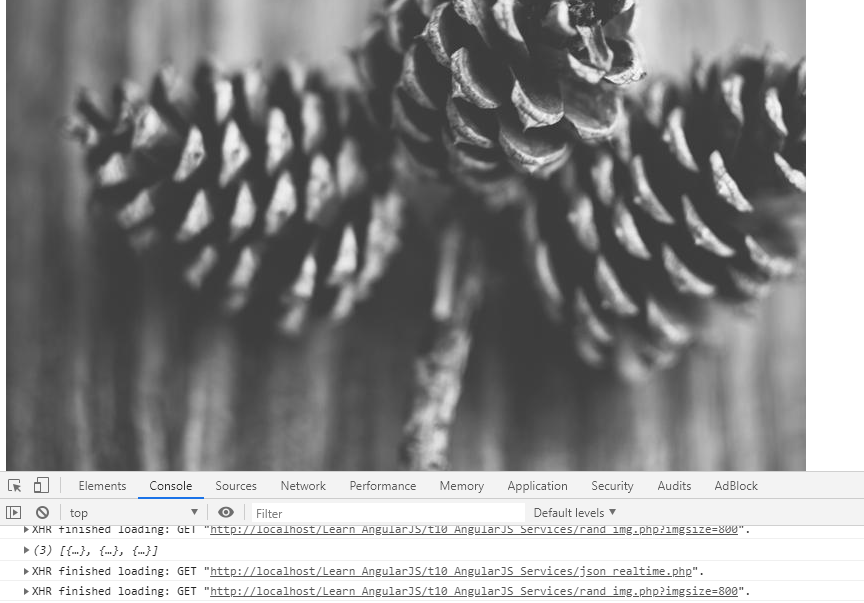 Elements Console Sources Network Performance Memory Application Security Audits AdBlock
top Filter Default levels
XHR finished loading: GET "http://localhost/Learn_AngularJS/t10_AngularJS_Services/rand_img.php?imgsize=800".
(3) [{…}, {…}, {…}]
XHR finished loading: GET "http://localhost/Learn_AngularJS/t10_AngularJS_Services/json_realtime.php".
XHR finished loading: GET "http://localhost/Learn_AngularJS/t10_AngularJS_Services/rand_img.php?imgsize=800".